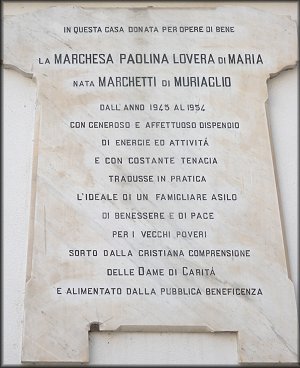 IN QUESTA CASA DONATA PER OPERE DI BENE
LA MARCHESA PAOLINA LOVERA DI MARIA
NATA MARCHETTI DI MURIAGLIO
DALL'ANNO 1945 AL 1954
CON GENEROSO E AFFETTUOSO DISPENDIO
DI ENERGIE ED ATTIVITÁ
E CON COSTANTE TENACIA
TRADUSSE IN PRATICA
L'IDEALE DI UN FAMIGLIARE ASILO
DI BENESSERE E DI PACE
PER I VECCHI POVERI
SORTO DALLA CRISTIANA COMPRENSIONE
DELLE DAME DI CARITÀ
E ALIMENTATO DALLA PUBBLICA BENEFICENZA